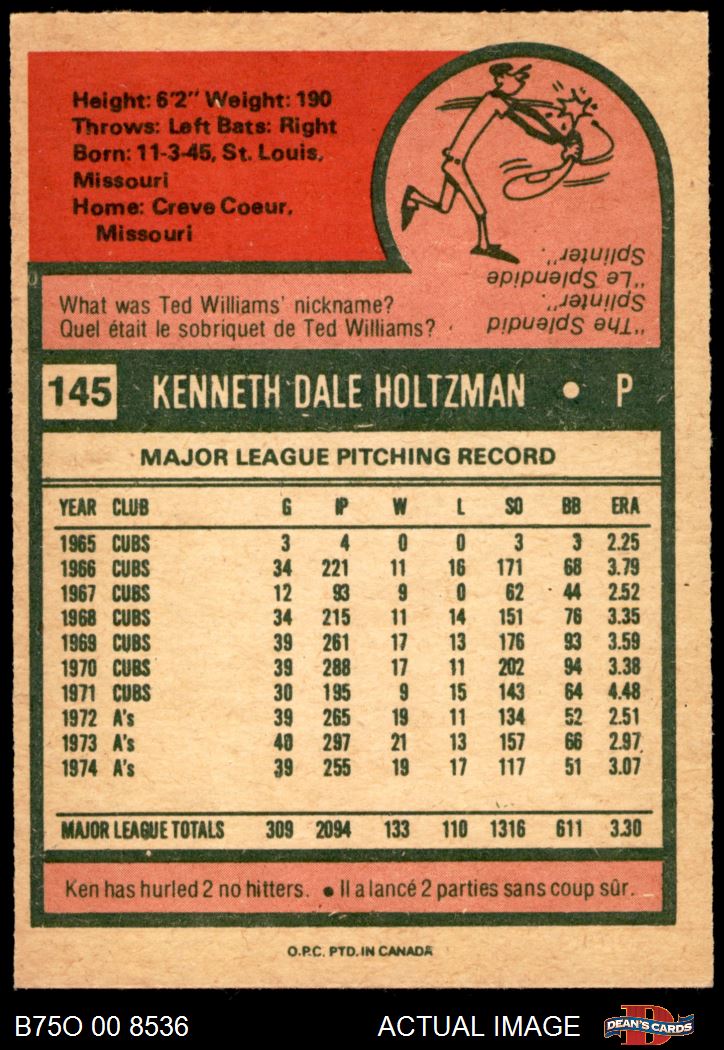 Height: 6'2" Weight: 190
Throws: Left Bats: Right
Born: 11-3-45, St. Louis,
Missouri
Home: Creve Coeur,
Missouri
What was Ted Williams' nickname?
Quel était le sobriquet de Ted Williams?
"The Splendid
Splinter".
"Le Splendide
Splinter".
145 KENNETH DALE HOLTZMAN • P
MAJOR LEAGUE PITCHING RECORD
YEAR CLUB G IP W L SO BB ERA
1965 CUBS 3 4 0 0 3 3 2.25
1966 CUBS 34 221 11 16 171 68 3.79
1967 CUBS 12 93 9 0 62 44 2.52
1968 CUBS 34 215 11 14 151 76 3.35
1969 CUBS 39 261 17 13 176 93 3.59
1970 CUBS 39 288 17 11 202 94 3.38
1971 CUBS 30 195 9 15 143 64 4.48
1972 A's 39 265 19 11 134 52 2.51
1973 A's 40 297 21 13 157 66 2.97
1974 A's 39 255 19 17 117 51 3.07
MAJOR LEAGUE TOTALS 309 2094 133 110 1316 611 3.30
Ken has hurled 2 no hitters. • Il a lancé 2 parties sans coup sûr.
O.P.C. PTD. IN CANADA
B75O 00 8536 ACTUAL IMAGE DEAN'S CARDS